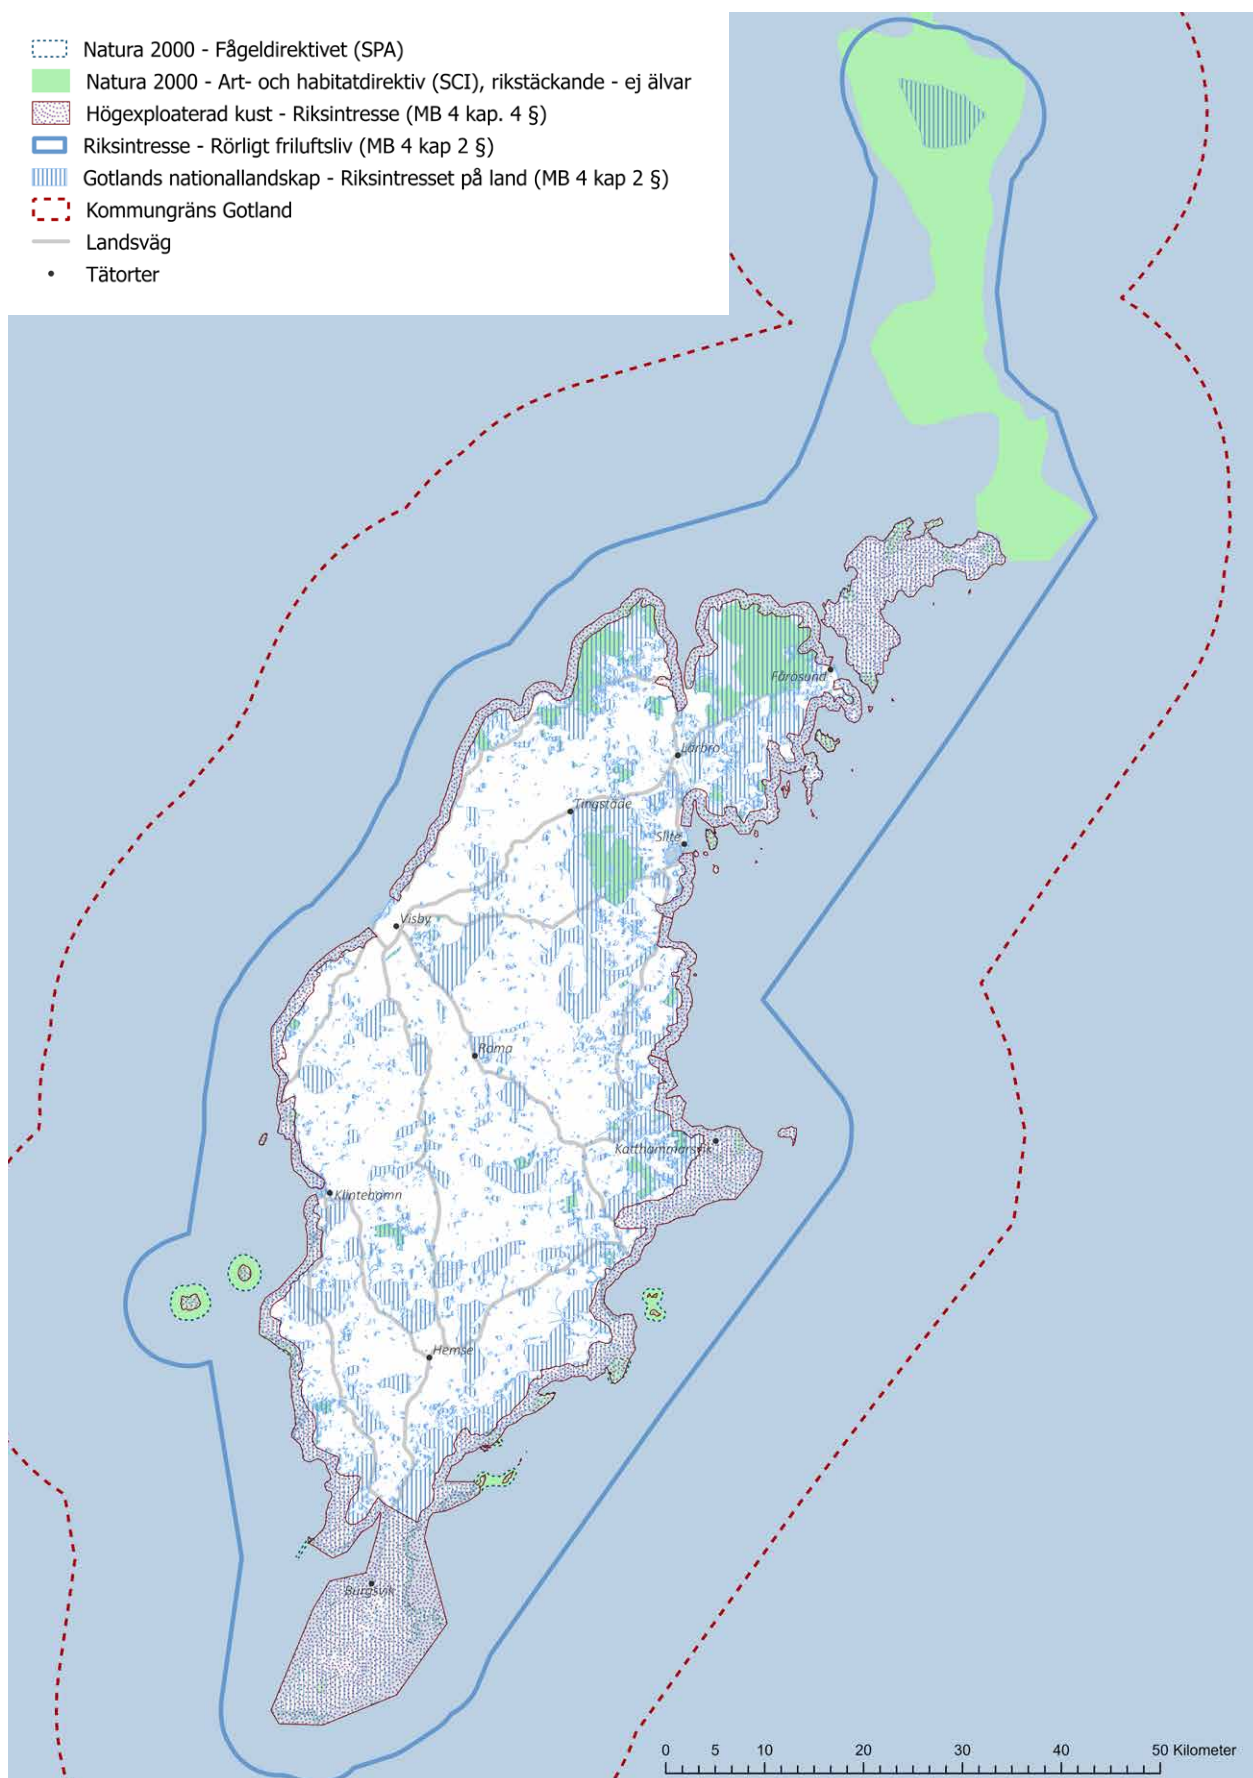 Natura 2000 - Fågeldirektivet (SPA)
Natura 2000 - Art- och habitatdirektiv (SCI), rikstäckande - ej älvar
Högexploaterad kust - Riksintresse (MB 4 kap. 4 §)
Riksintresse - Rörligt friluftsliv (MB 4 kap 2 §)
Gotlands nationallandskap - Riksintresset på land (MB 4 kap 2 §)
Kommungräns Gotland
Landsväg
Tätorter
Fårösund
Lärbro
Tingstäde
Slite
Visby
Roma
Katthammarsvik
Klintehamn
Hemse
Burgsvik
0 5 10 20 30 40 50 Kilometer